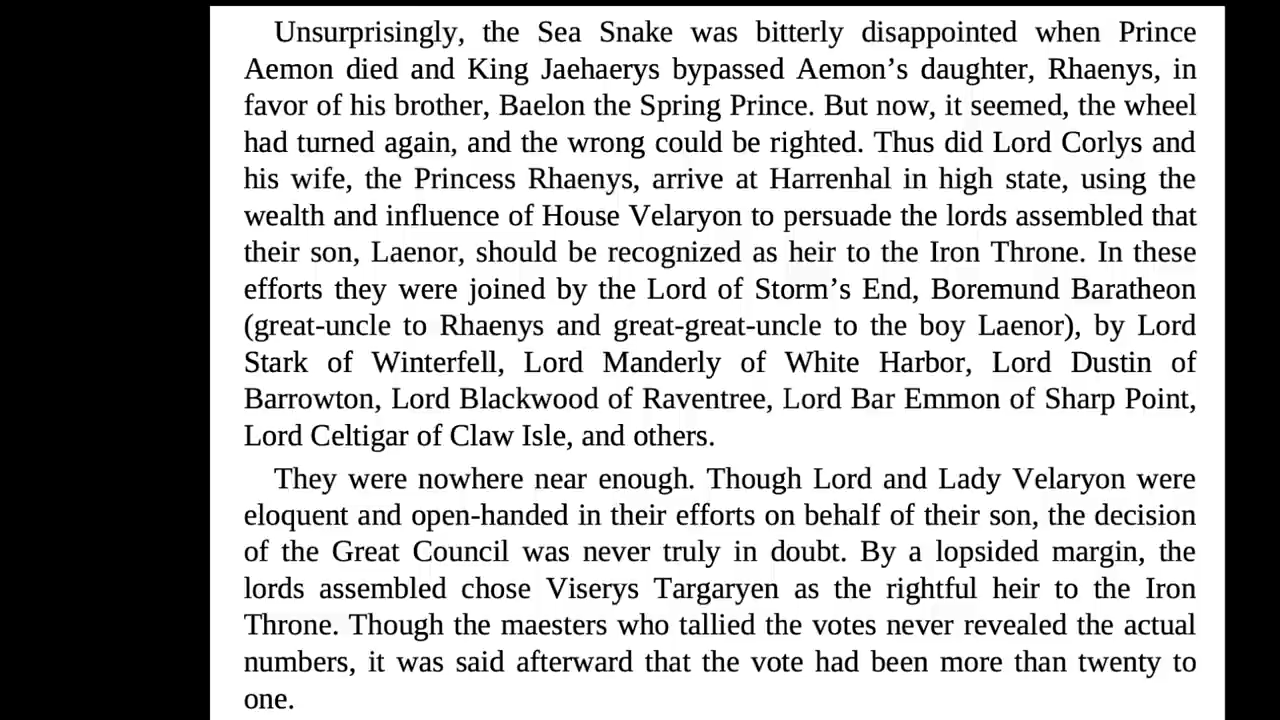 Unsurprisingly, the Sea Snake was bitterly disappointed when Prince
Aemon died and King Jaehaerys bypassed Aemon’s daughter, Rhaenys, in
favor of his brother, Baelon the Spring Prince. But now, it seemed, the wheel
had turned again, and the wrong could be righted. Thus did Lord Corlys and
his wife, the Princess Rhaenys, arrive at Harrenhal in high state, using the
wealth and influence of House Velaryon to persuade the lords assembled that
their son, Laenor, should be recognized as heir to the Iron Throne. In these
efforts they were joined by the Lord of Storm’s End, Boremund Baratheon
(great-uncle to Rhaenys and great-great-uncle to the boy Laenor), by Lord
Stark of Winterfell, Lord Manderly of White Harbor, Lord Dustin of
Barrowton, Lord Blackwood of Raventree, Lord Bar Emmon of Sharp Point,
Lord Celtigar of Claw Isle, and others.
They were nowhere near enough. Though Lord and Lady Velaryon were
eloquent and open-handed in their efforts on behalf of their son, the decision
of the Great Council was never truly in doubt. By a lopsided margin, the
lords assembled chose Viserys Targaryen as the rightful heir to the Iron
Throne. Though the maesters who tallied the votes never revealed the actual
numbers, it was said afterward that the vote had been more than twenty to
one.